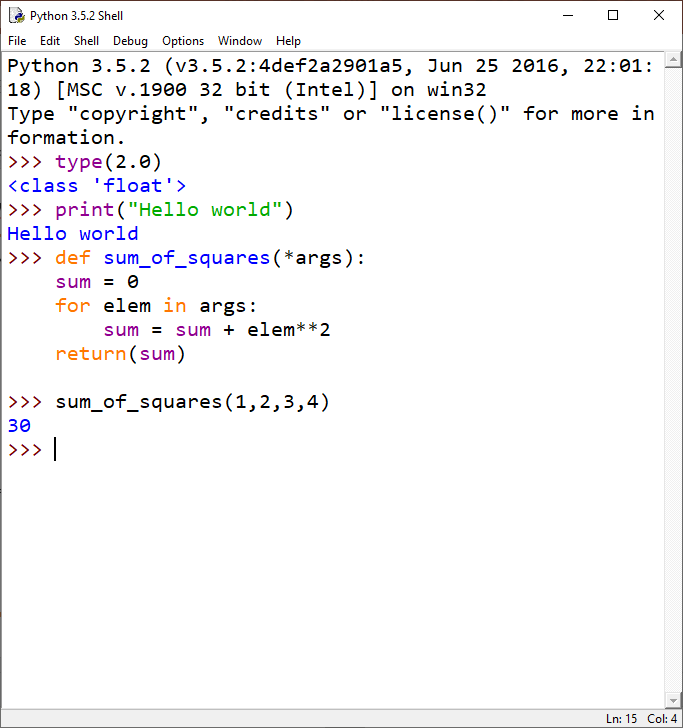 Python 3.5.2 Shell
File Edit Shell Debug Options Window Help
Python 3.5.2 (v3.5.2:4def2a2901a5, Jun 25 2016, 22:01:
18) [MSC v.1900 32 bit (Intel)] on win32
Type "copyright", "credits" or "license()" for more in
formation.
>>> type(2.0)
<class 'float'>
>>> print("Hello world")
Hello world
>>> def sum_of_squares(*args):
    sum = 0
    for elem in args:
        sum = sum + elem**2
    return(sum)

>>> sum_of_squares(1,2,3,4)
30
>>>
Ln: 15 Col: 4